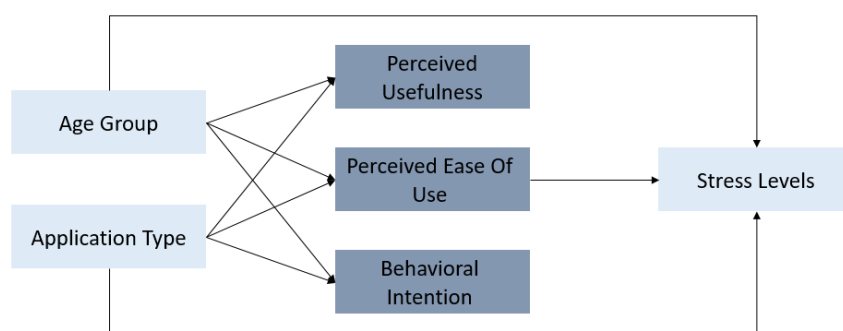 Age Group
Application Type
Perceived
Usefulness
Perceived Ease Of
Use
Behavioral
Intention
Stress Levels